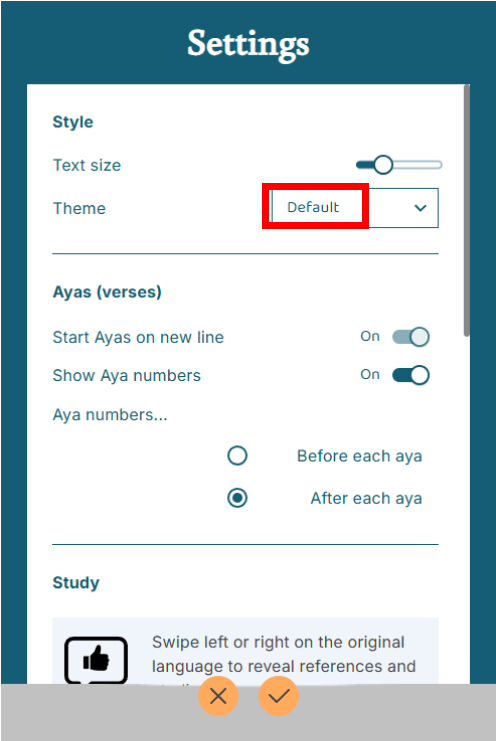 Settings
Style
Text size
Theme Default
Ayas (verses)
Start Ayas on new line On
Show Aya numbers On
Aya numbers...
Before each aya
After each aya
Study
Swipe left or right on the original
language to reveal references and